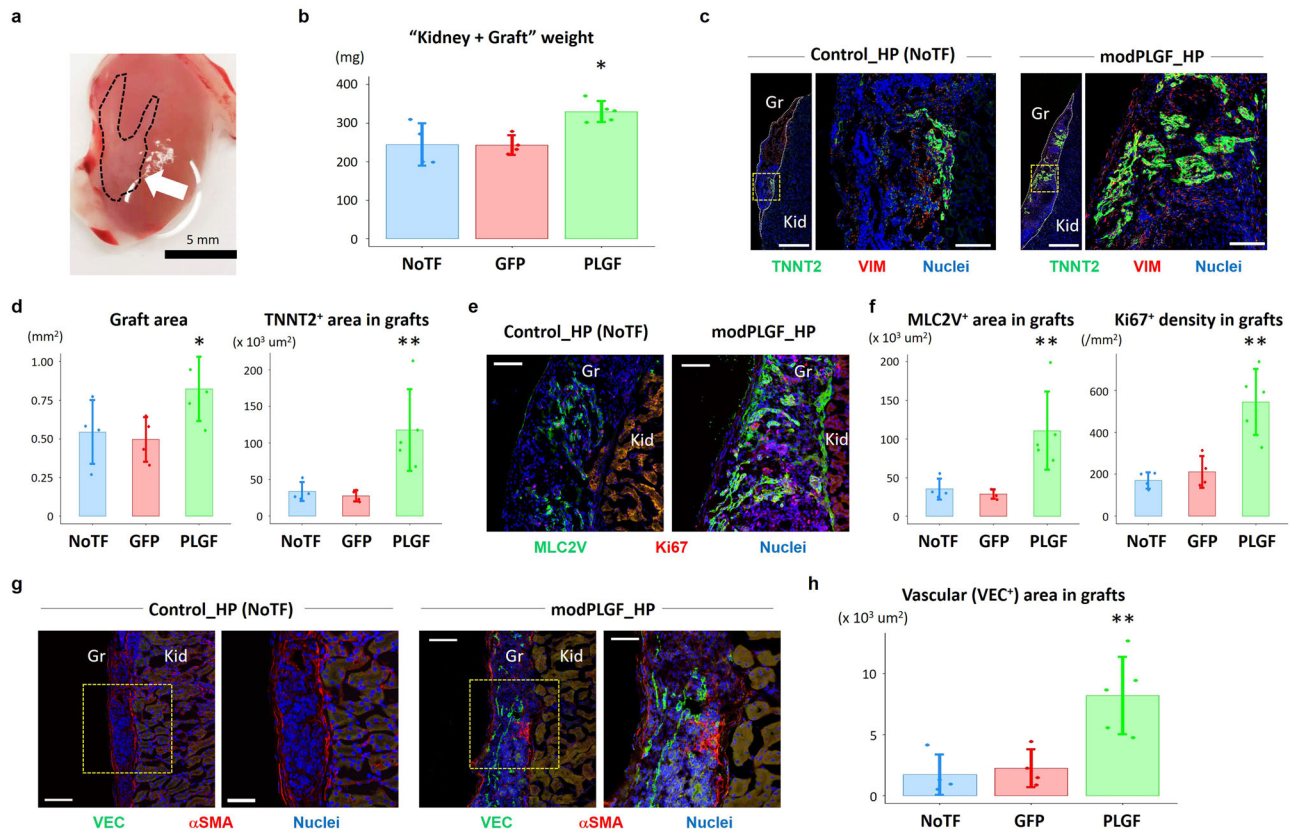 a
5 mm
b
“Kidney + Graft” weight
(mg)
*
400
300
200
100
0
NoTF GFP PLGF
c
Control_HP (NoTF) modPLGF_HP
Gr Gr
Kid Kid
TNNT2 VIM Nuclei TNNT2 VIM Nuclei
d
Graft area
(mm²)
*
1.00
0.75
0.50
0.25
0
NoTF GFP PLGF
TNNT2⁺ area in grafts
(x 10³ um²)
**
200
150
100
50
0
NoTF GFP PLGF
e
Control_HP (NoTF) modPLGF_HP
Gr Gr
Kid Kid
MLC2V Ki67 Nuclei
f
MLC2V⁺ area in grafts
(x 10³ um²)
**
200
150
100
50
0
NoTF GFP PLGF
Ki67⁺ density in grafts
(/mm²)
**
600
400
200
0
NoTF GFP PLGF
g
Control_HP (NoTF) modPLGF_HP
Gr Kid Gr Kid
VEC αSMA Nuclei VEC αSMA Nuclei
h
Vascular (VEC⁺) area in grafts
(x 10³ um²)
**
10
5
0
NoTF GFP PLGF